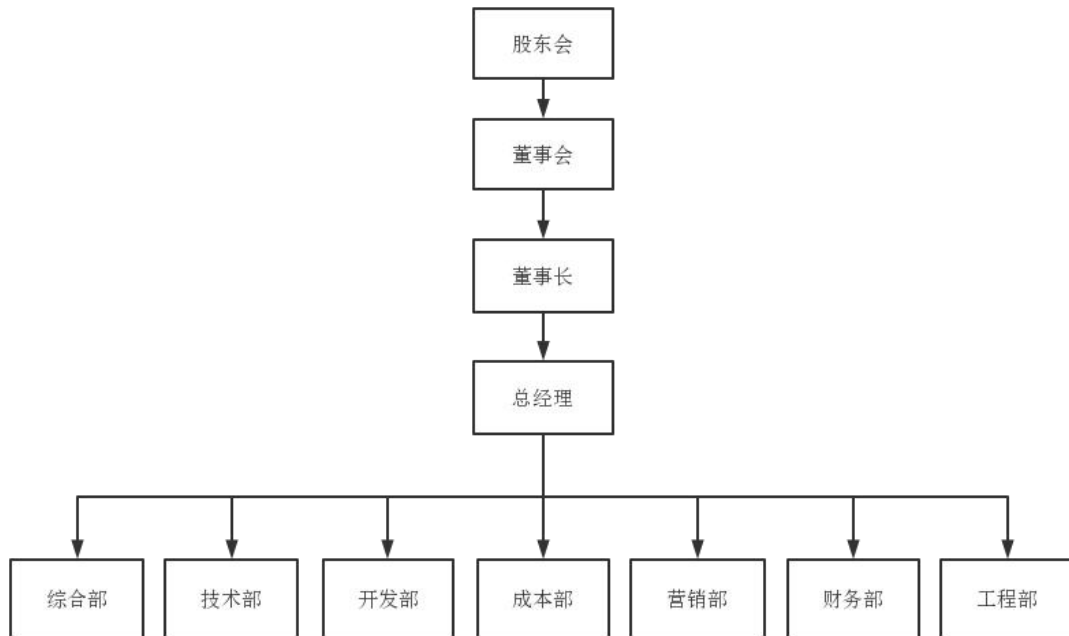 股东会
董事会
董事长
总经理
综合部
技术部
开发部
成本部
营销部
财务部
工程部